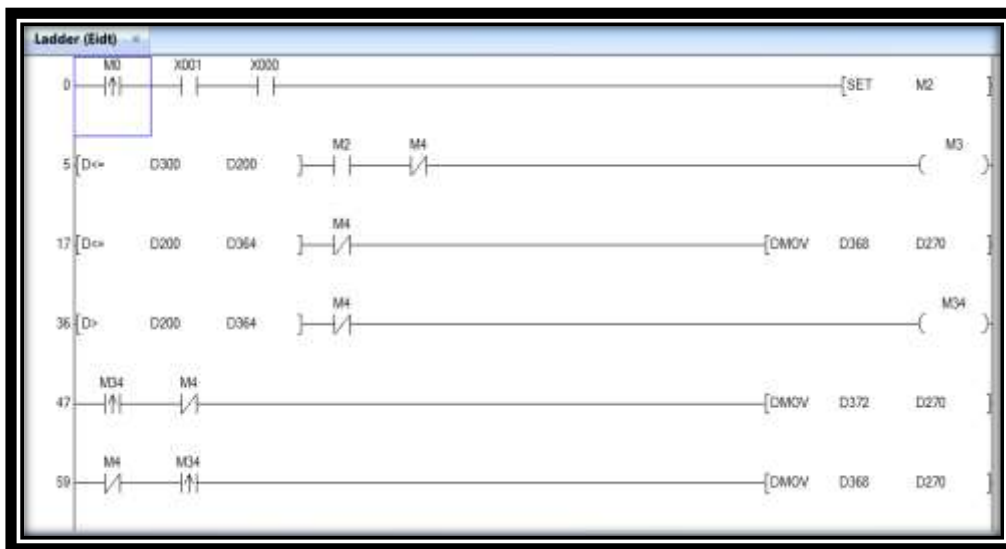 Ladder (Eidt)
M0 X001 X000
0 SET M2
M2 M4 M3
5 D<= D300 D200
M4
17 D<= D200 D364 DMOV D368 D270
M4 M34
36 D> D200 D364
M34 M4
47 DMOV D372 D270
M4 M34
59 DMOV D368 D270